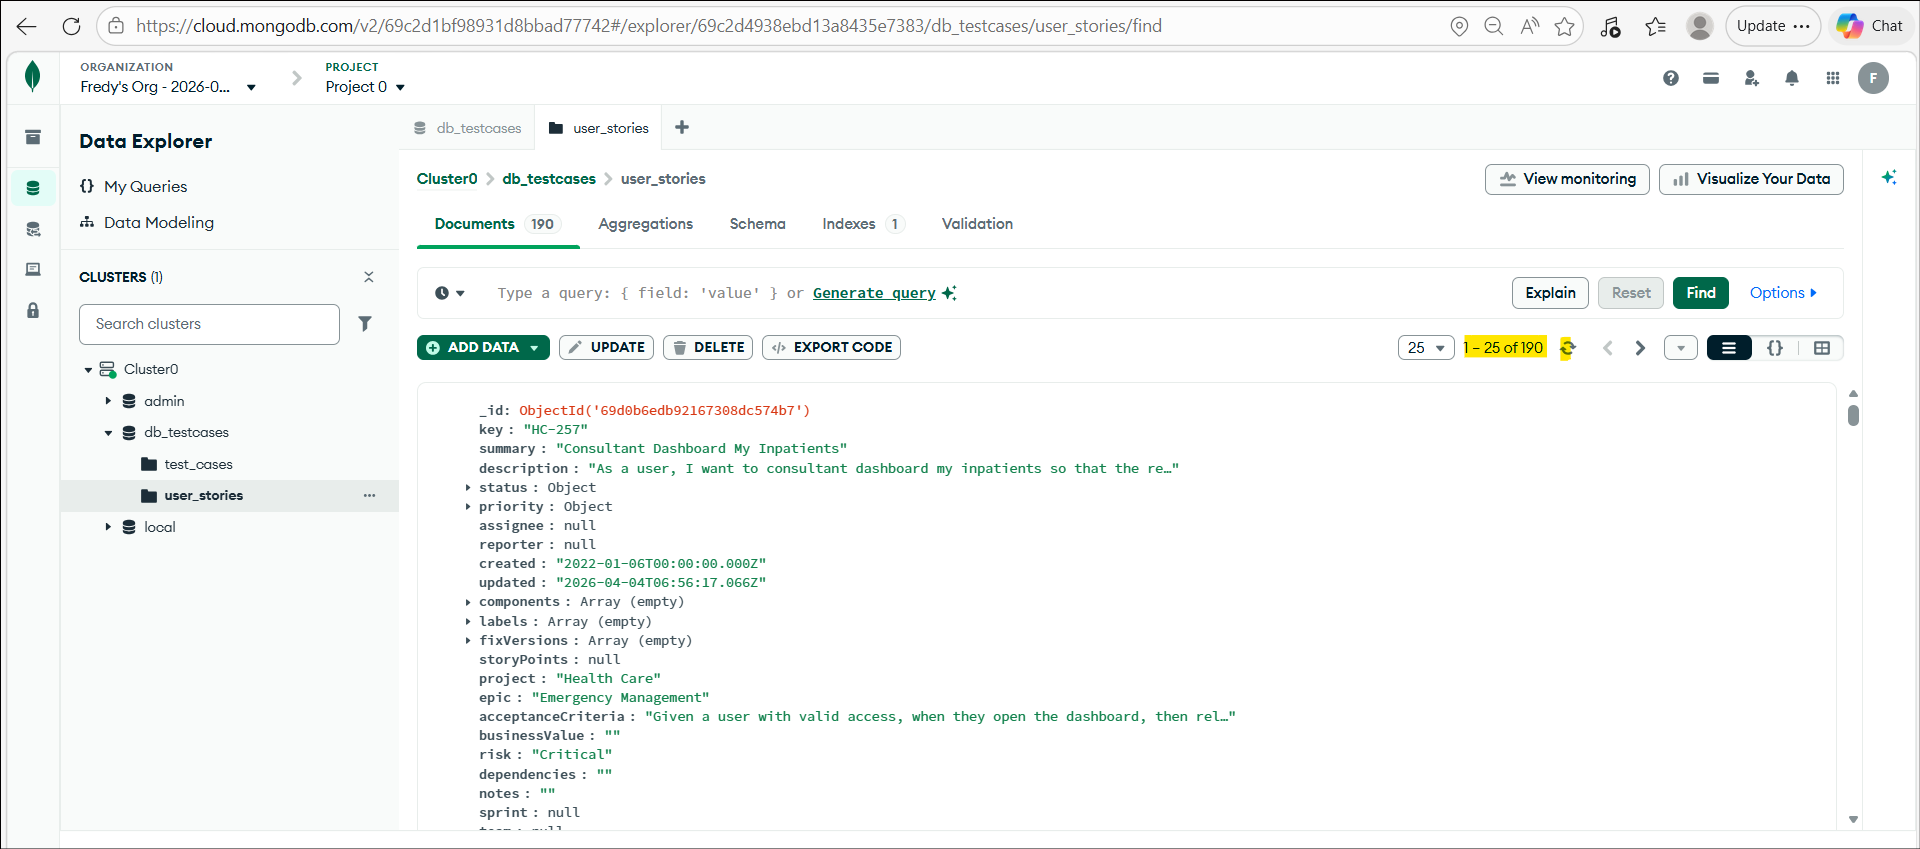 https://cloud.mongodb.com/v2/69c2d1bf98931d8bbad77742#/explorer/69c2d4938ebd13a8435e7383/db_testcases/user_stories/find
Update
Chat
ORGANIZATION
Fredy's Org - 2026-0...
PROJECT
Project 0
F
Data Explorer
My Queries
Data Modeling
CLUSTERS (1)
Search clusters
Cluster0
admin
db_testcases
test_cases
user_stories
local
db_testcases
user_stories
Cluster0 > db_testcases > user_stories
View monitoring
Visualize Your Data
Documents 190
Aggregations
Schema
Indexes 1
Validation
Type a query: { field: 'value' } or Generate query
Explain
Reset
Find
Options
ADD DATA
UPDATE
DELETE
EXPORT CODE
25
1 – 25 of 190
{}
_id: ObjectId('69d0b6edb92167308dc574b7')
key : "HC-257"
summary : "Consultant Dashboard My Inpatients"
description : "As a user, I want to consultant dashboard my inpatients so that the re…"
status : Object
priority : Object
assignee : null
reporter : null
created : "2022-01-06T00:00:00.000Z"
updated : "2026-04-04T06:56:17.066Z"
components : Array (empty)
labels : Array (empty)
fixVersions : Array (empty)
storyPoints : null
project : "Health Care"
epic : "Emergency Management"
acceptanceCriteria : "Given a user with valid access, when they open the dashboard, then rel…"
businessValue : ""
risk : "Critical"
dependencies : ""
notes : ""
sprint : null